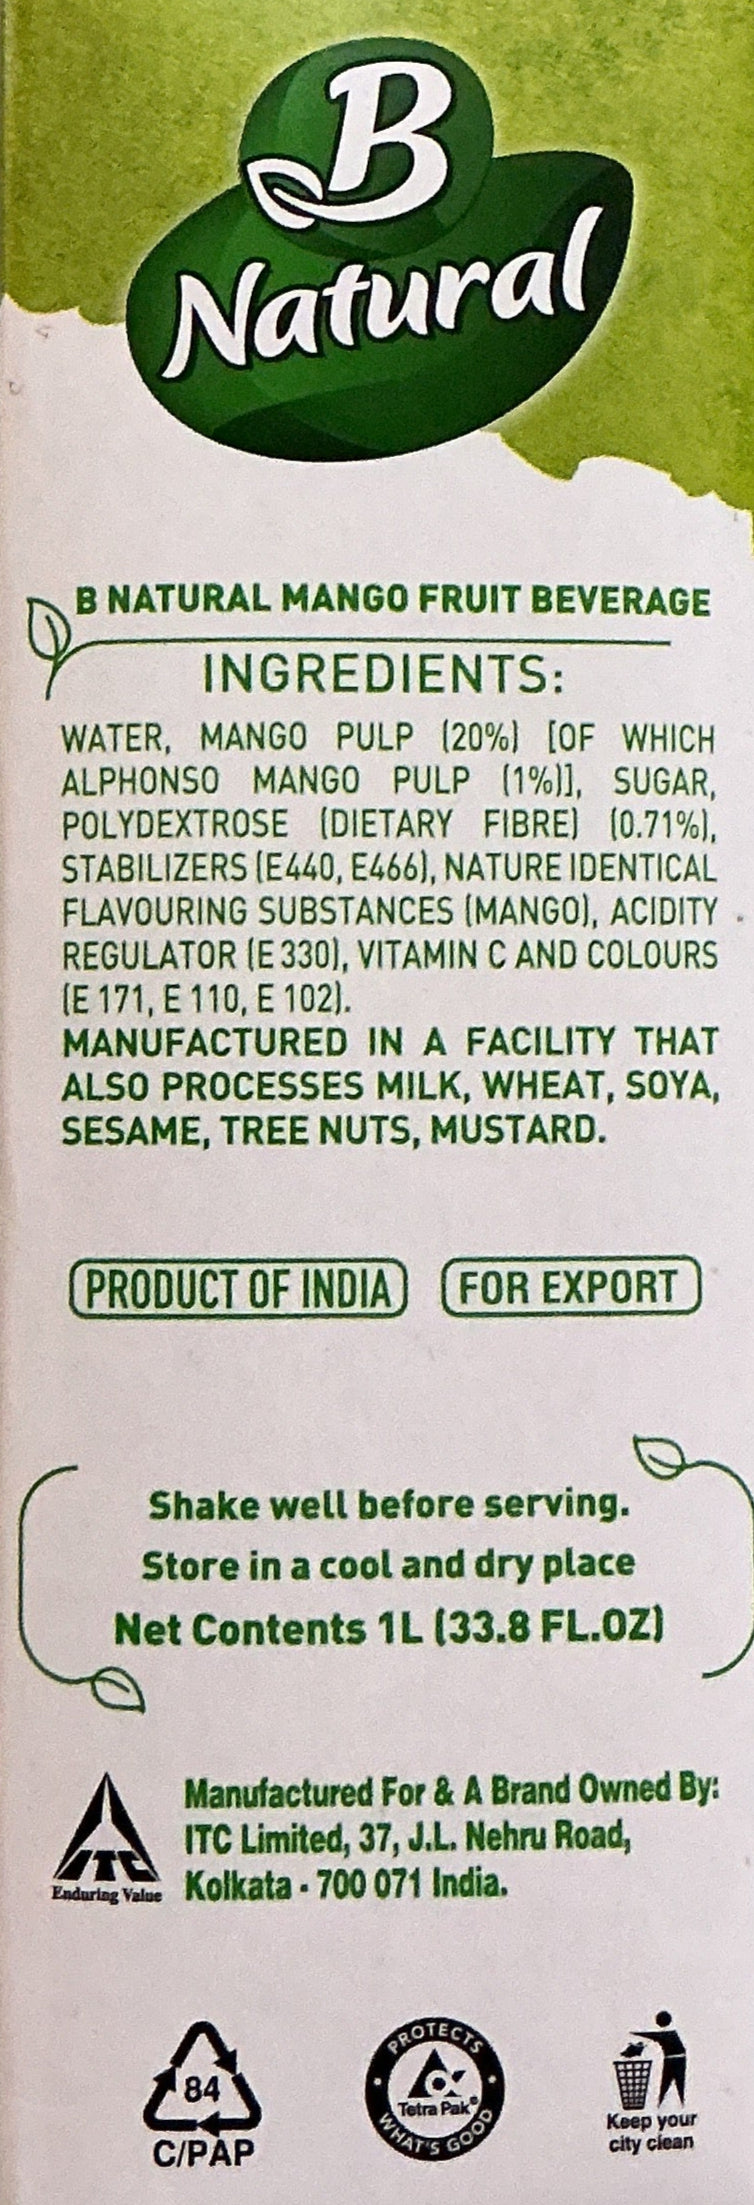 B
Natural
B NATURAL MANGO FRUIT BEVERAGE
INGREDIENTS:
WATER, MANGO PULP (20%) [OF WHICH
ALPHONSO MANGO PULP (1%)], SUGAR,
POLYDEXTROSE (DIETARY FIBRE) (0.71%),
STABILIZERS (E440, E466), NATURE IDENTICAL
FLAVOURING SUBSTANCES (MANGO), ACIDITY
REGULATOR (E 330), VITAMIN C AND COLOURS
(E 171, E 110, E 102).
MANUFACTURED IN A FACILITY THAT
ALSO PROCESSES MILK, WHEAT, SOYA,
SESAME, TREE NUTS, MUSTARD.
PRODUCT OF INDIA FOR EXPORT
Shake well before serving.
Store in a cool and dry place
Net Contents 1L (33.8 FL.OZ)
Manufactured For & A Brand Owned By:
ITC Limited, 37, J.L. Nehru Road,
Kolkata - 700 071 India.
ITC
Enduring Value
84
C/PAP
PROTECTS
Tetra Pak®
WHAT'S GOOD
Keep your
city clean